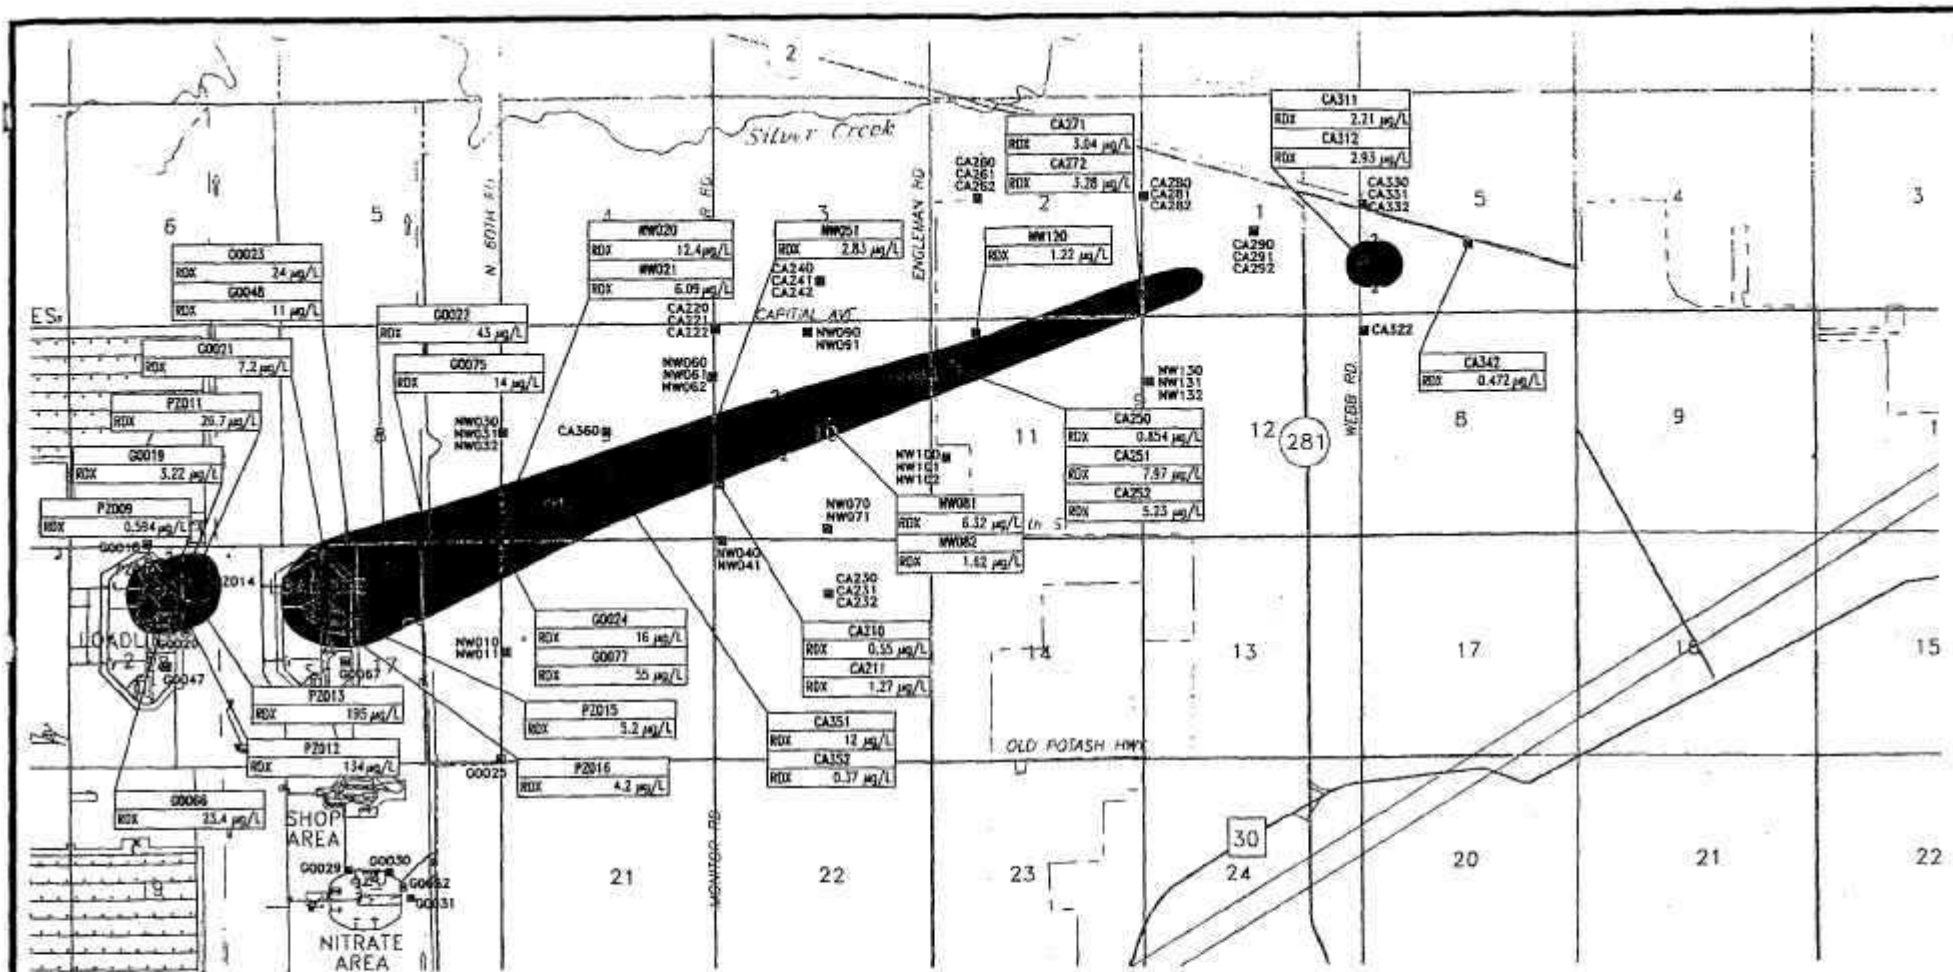 2
Silver Creek
CA311
RDX 2.21 µg/L
CA312
RDX 2.93 µg/L
CA271
RDX 3.04 µg/L
CA272
RDX 3.28 µg/L
CA260
CA261
CA262
CA280
CA281
CA282
CA330
CA331
CA332
6
5
3
2
1
5
4
3
N 60TH RD
ENGLEMAN RD
NW020
RDX 12.4 µg/L
NW021
RDX 6.09 µg/L
NW051
RDX 2.83 µg/L
NW120
RDX 1.22 µg/L
CA290
CA291
CA292
G0023
RDX 24 µg/L
G0048
RDX 11 µg/L
CA240
CA241
CA242
CA220
CA221
CA222
CAPITIAL AVE.
NW090
NW091
G0022
RDX 43 µg/L
CA322
G0021
RDX 7.2 µg/L
G0075
RDX 14 µg/L
NW060
NW061
NW062
NW130
NW131
NW132
CA342
RDX 0.472 µg/L
WEBB RD.
PZ011
RDX 26.7 µg/L
8
NW030
NW031
NW032
CA360
11
12
281
8
9
CA250
RDX 0.854 µg/L
CA251
RDX 7.97 µg/L
CA252
RDX 5.23 µg/L
G0019
RDX 3.22 µg/L
NW100
NW101
NW102
PZ009
RDX 0.594 µg/L
NW070
NW071
NW081
RDX 6.32 µg/L
NW082
RDX 1.62 µg/L
G0018
NW040
NW041
CA230
CA231
CA232
G0024
RDX 16 µg/L
G0077
RDX 55 µg/L
CA210
RDX 0.55 µg/L
CA211
RDX 1.27 µg/L
NW010
NW011
G0020
2
G0047
G0067
17
14
13
17
16
15
PZ013
RDX 195 µg/L
PZ015
RDX 5.2 µg/L
CA351
RDX 12 µg/L
CA352
RDX 0.37 µg/L
PZ012
RDX 134 µg/L
G0025
PZ016
RDX 4.2 µg/L
OLD POTASH HWY
G0066
RDX 23.4 µg/L
SHOP
AREA
MONITOR RD
30
G0029
G0030
G0031
21
22
23
24
20
21
22
NITRATE
AREA